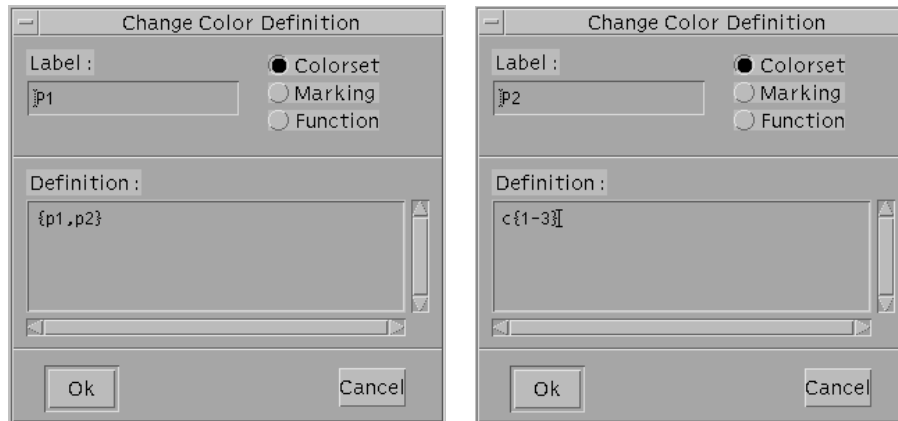 Change Color Definition
Label :
P1
Colorset
Marking
Function
Definition :
{p1,p2}
Ok
Cancel
Change Color Definition
Label :
P2
Colorset
Marking
Function
Definition :
c{1-3}
Ok
Cancel